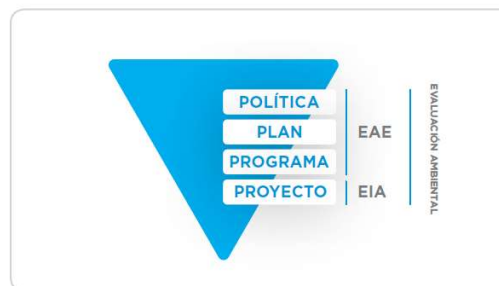 POLÍTICA
PLAN
EAE
PROGRAMA
PROYECTO
EIA
EVALUACIÓN AMBIENTAL